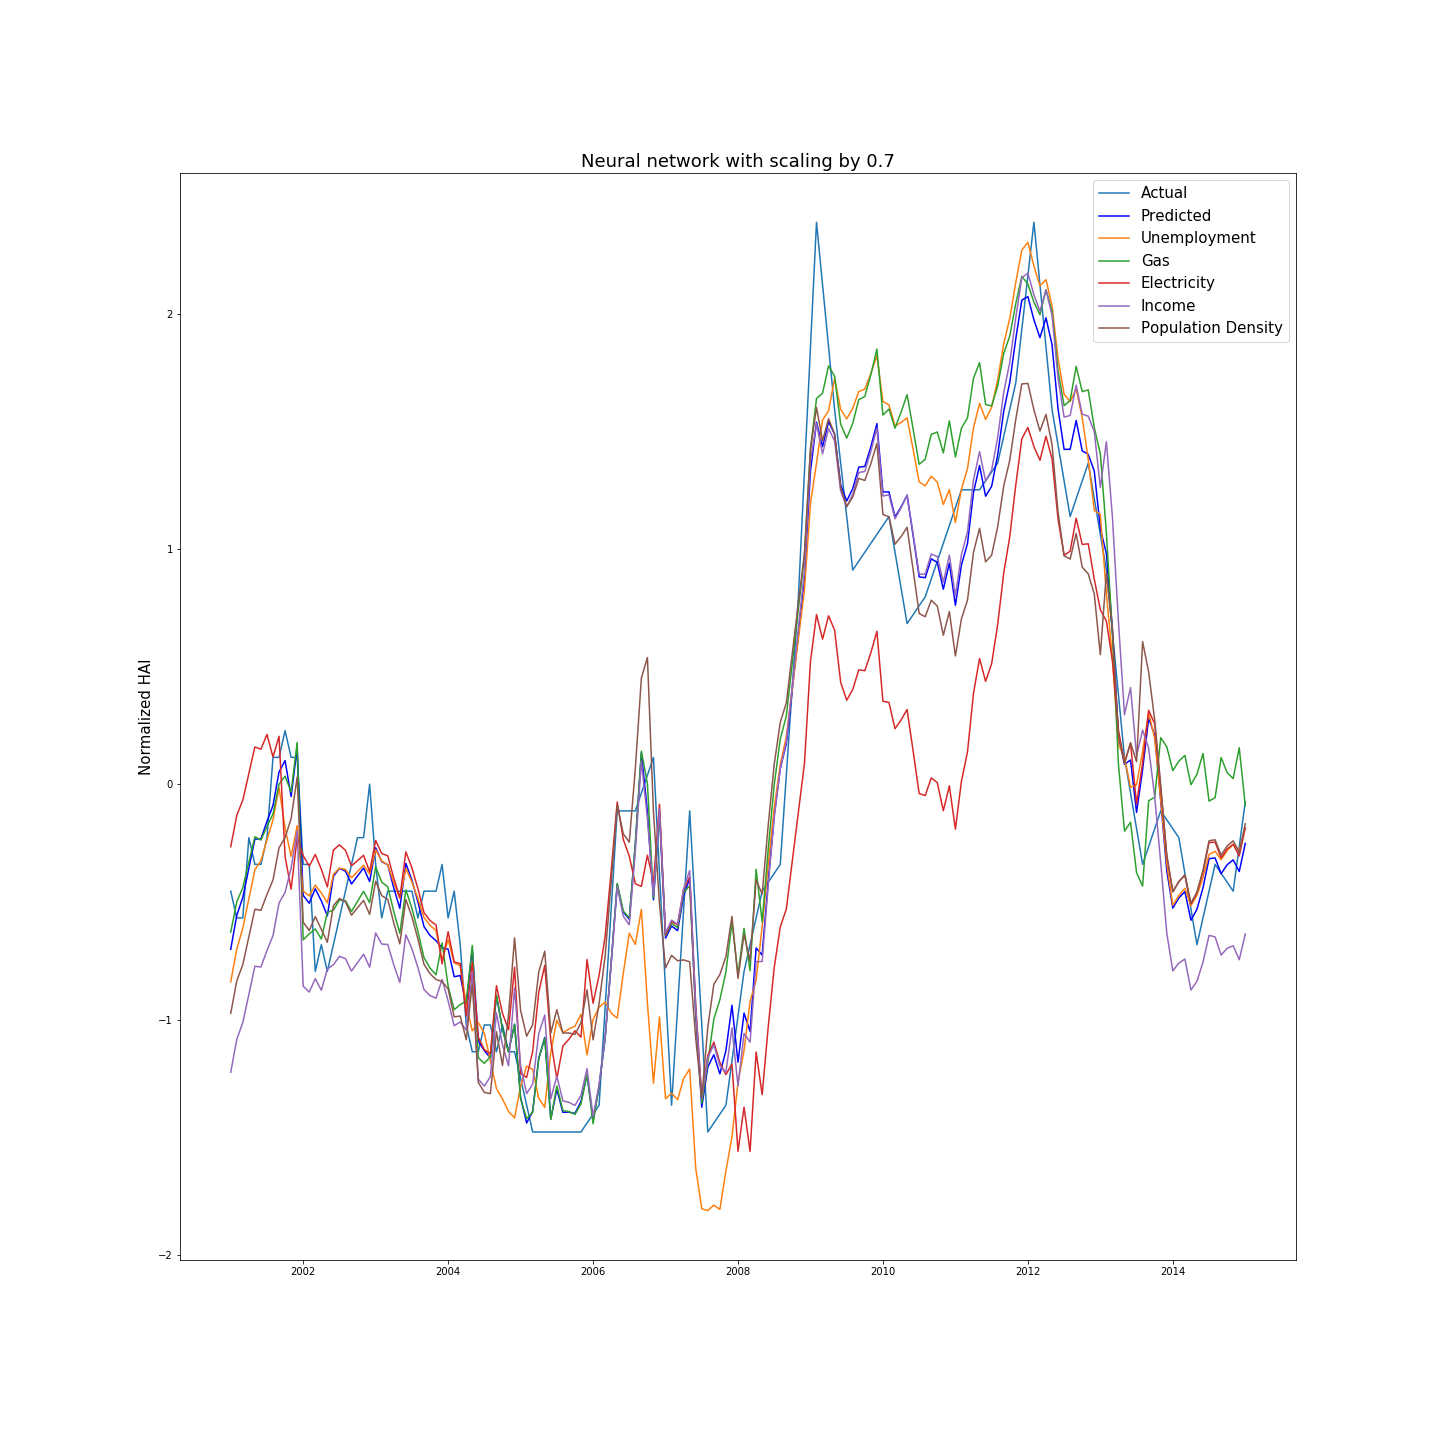 Neural network with scaling by 0.7
Actual
Predicted
Unemployment
Gas
Electricity
Income
Population Density
Normalized HAI
2
1
0
−1
−2
2002
2004
2006
2008
2010
2012
2014